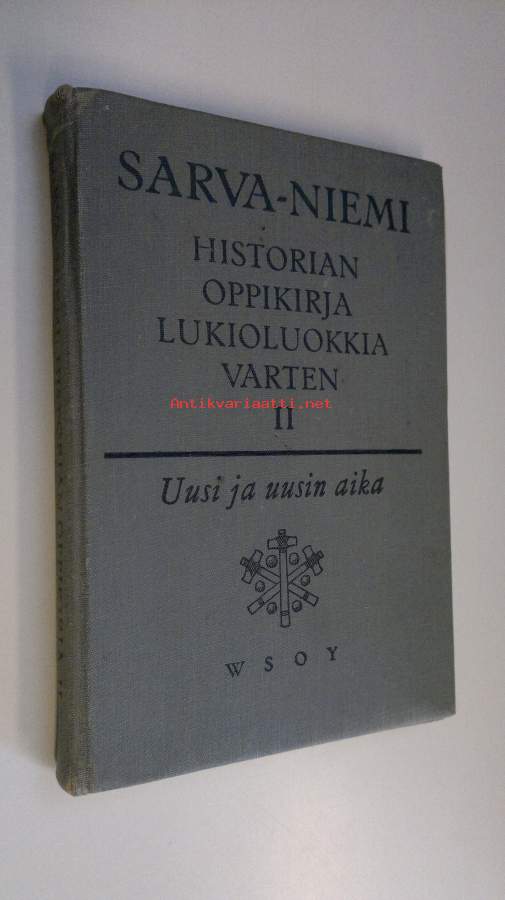 SARVA-NIEMI
HISTORIAN
OPPIKIRJA
LUKIOLUOKKIA
VARTEN
Antikvariaatti.net
II
Uusi ja uusin aika
WSOY